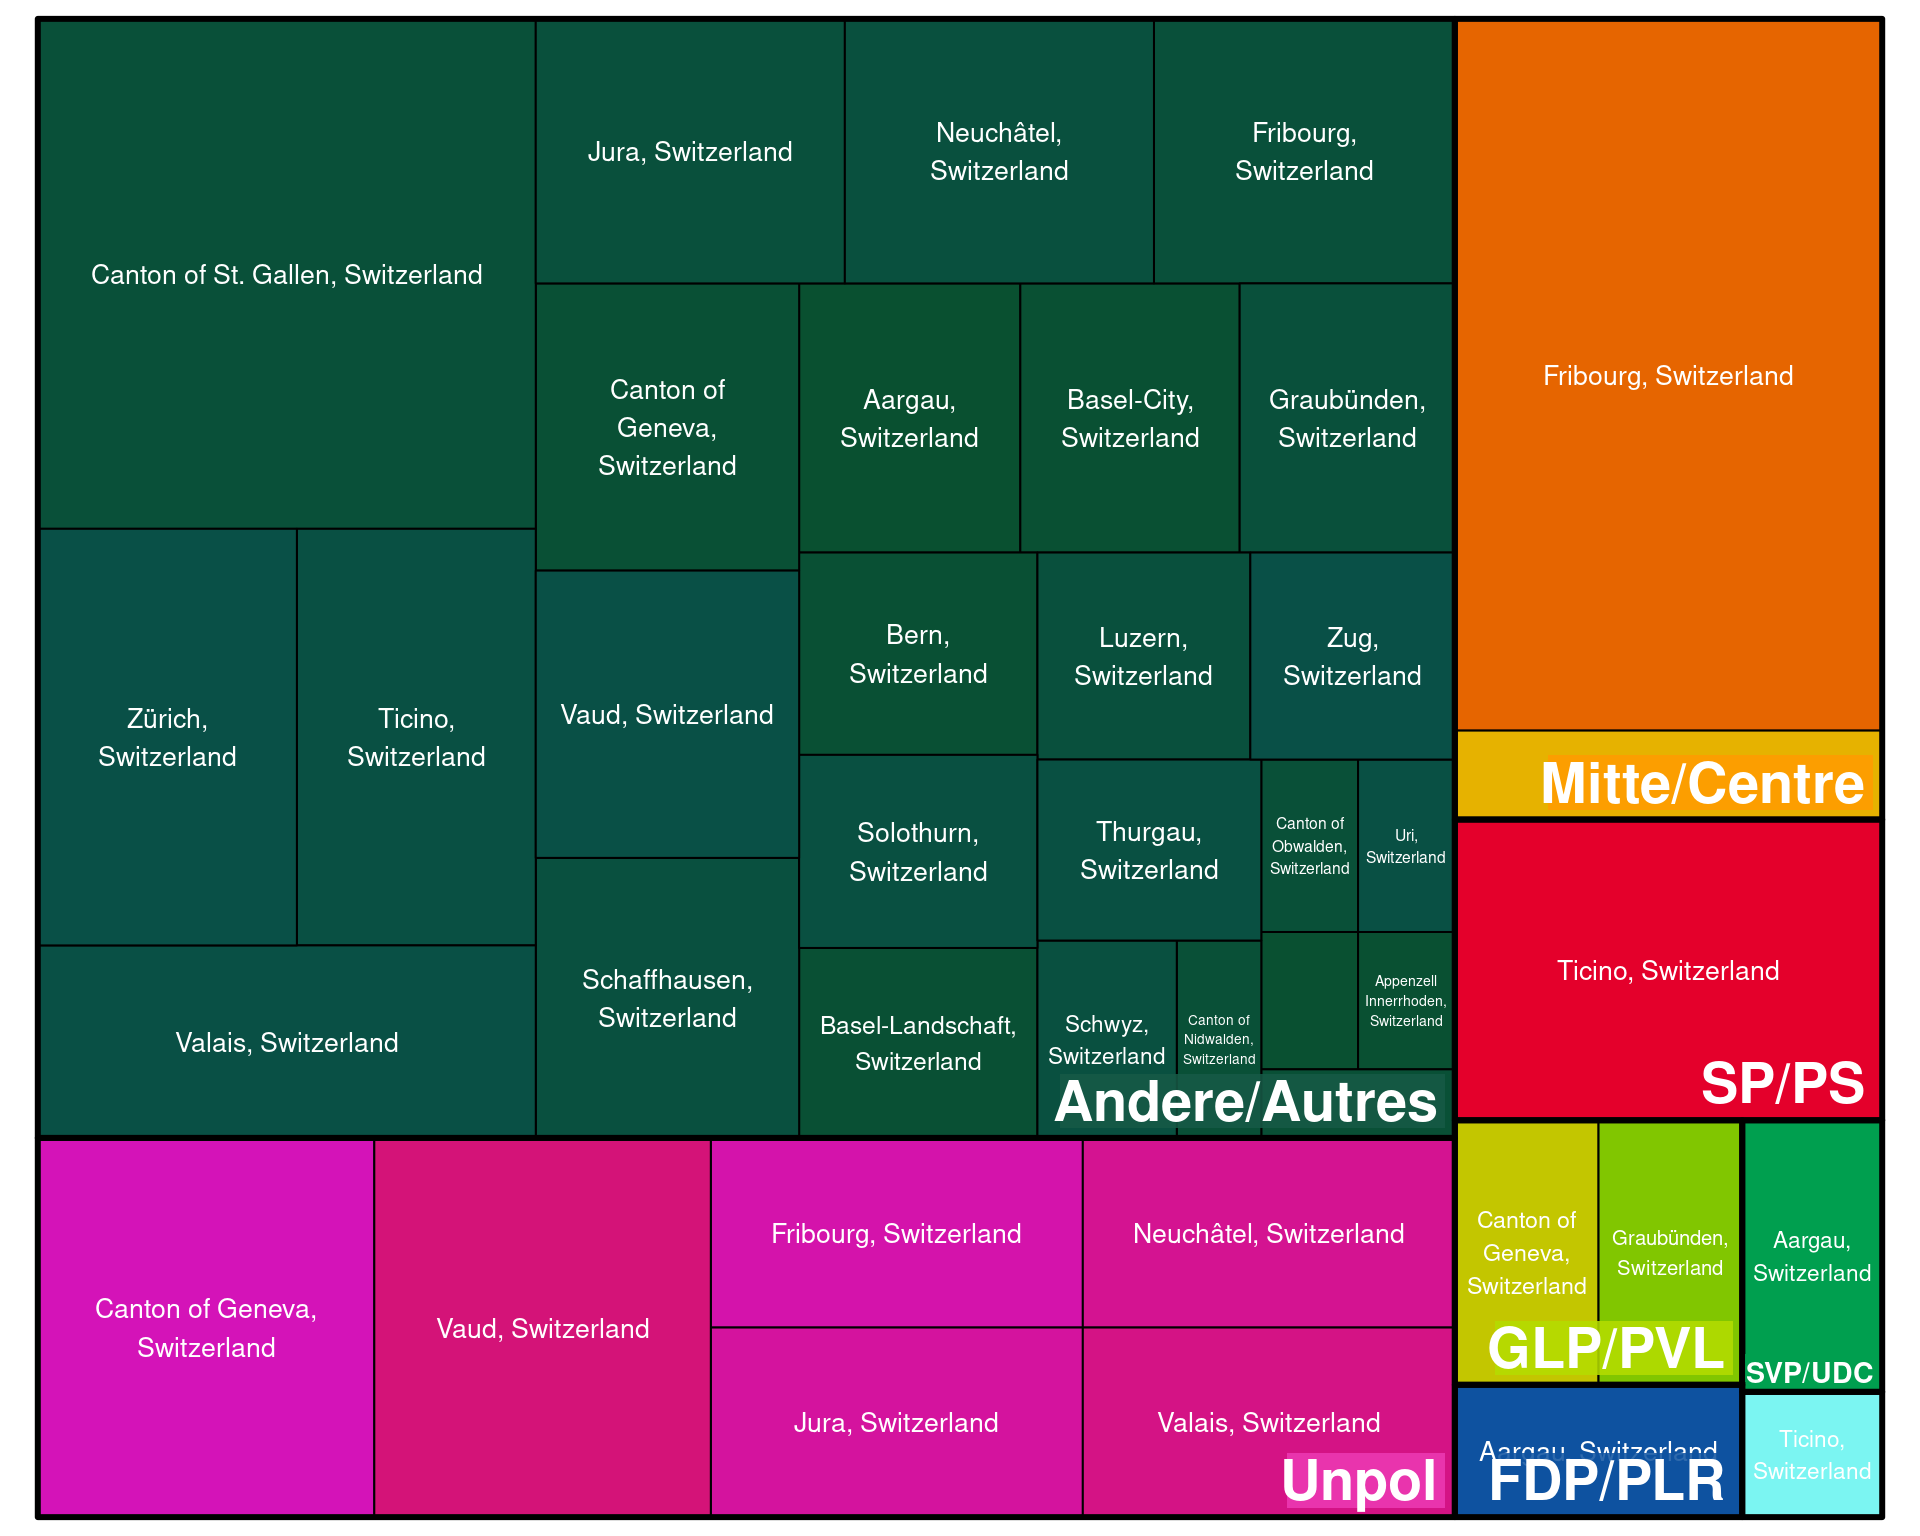 Canton of St. Gallen, Switzerland
Jura, Switzerland
Neuchâtel,
Switzerland
Fribourg,
Switzerland
Canton of
Geneva,
Switzerland
Aargau,
Switzerland
Basel-City,
Switzerland
Graubünden,
Switzerland
Zürich,
Switzerland
Ticino,
Switzerland
Valais, Switzerland
Vaud, Switzerland
Schaffhausen,
Switzerland
Bern,
Switzerland
Luzern,
Switzerland
Zug,
Switzerland
Solothurn,
Switzerland
Thurgau,
Switzerland
Canton of
Obwalden,
Switzerland
Uri,
Switzerland
Basel-Landschaft,
Switzerland
Schwyz,
Switzerland
Canton of
Nidwalden,
Switzerland
Appenzell
Innerrhoden,
Switzerland
Andere/Autres
Canton of Geneva,
Switzerland
Vaud, Switzerland
Fribourg, Switzerland
Neuchâtel, Switzerland
Jura, Switzerland
Valais, Switzerland
Unpol
Fribourg, Switzerland
Mitte/Centre
Ticino, Switzerland
SP/PS
Canton of
Geneva,
Switzerland
Graubünden,
Switzerland
GLP/PVL
Aargau,
Switzerland
SVP/UDC
Aargau, Switzerland
FDP/PLR
Ticino,
Switzerland